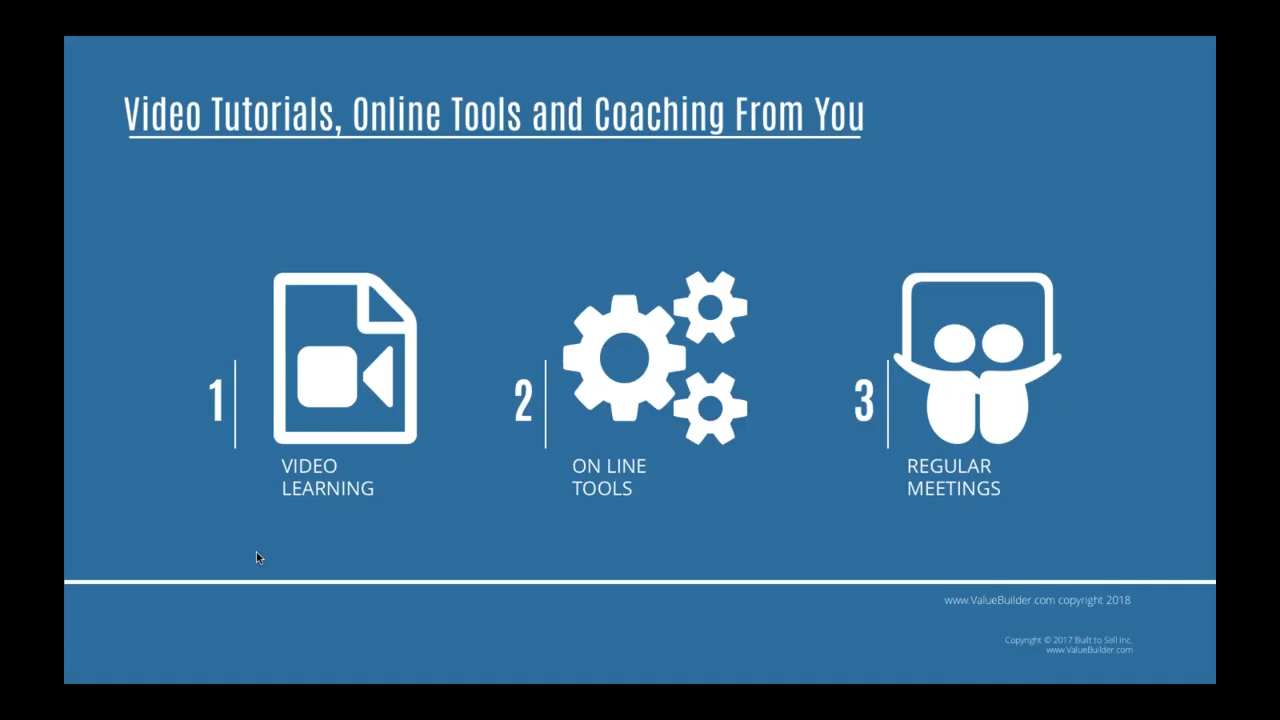 Video Tutorials, Online Tools and Coaching From You
1
VIDEO
LEARNING
2
ON LINE
TOOLS
3
REGULAR
MEETINGS
www.ValueBuilder.com copyright 2018
Copyright © 2017 Built to Sell Inc.
www.ValueBuilder.com